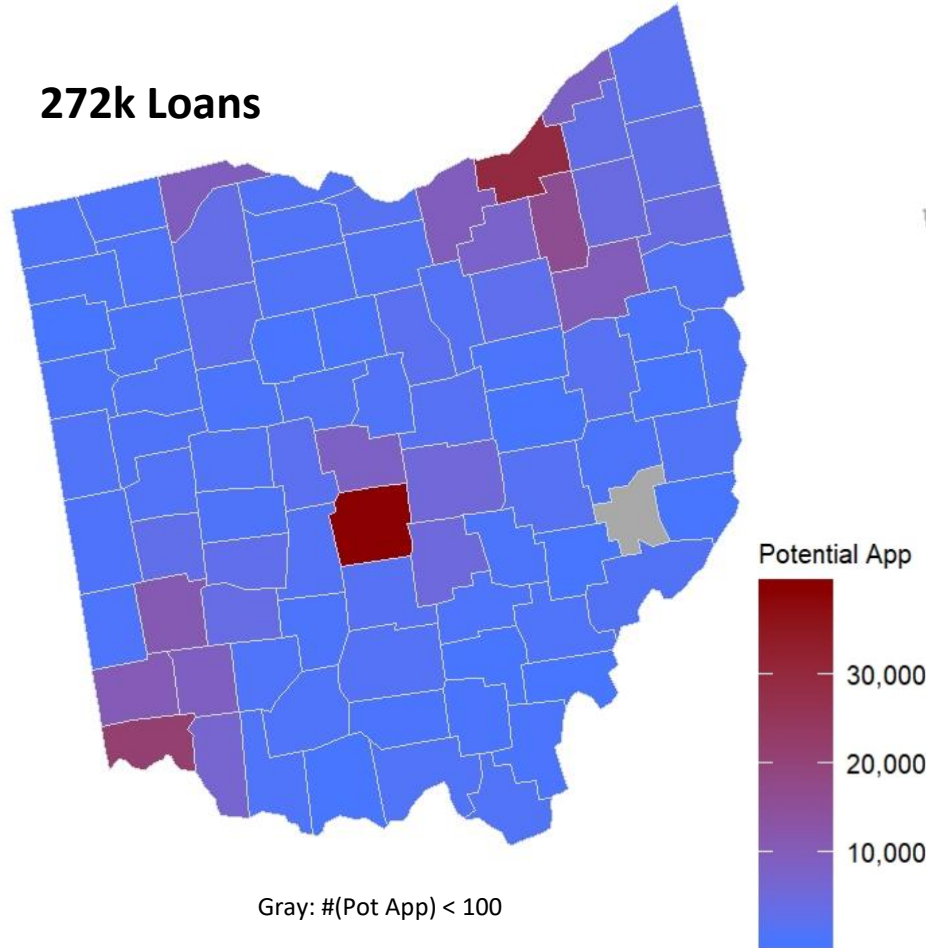 272k Loans
Potential App
30,000
20,000
10,000
Gray: #(Pot App) < 100